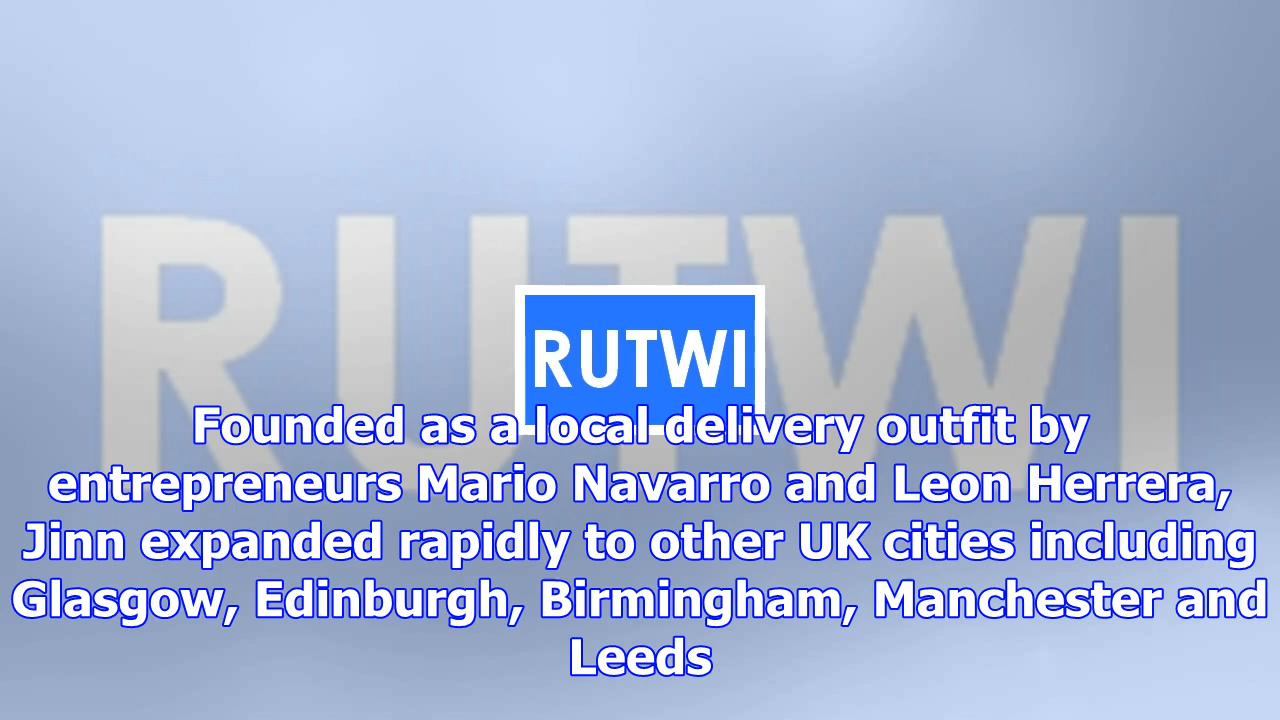 RUTWI
RUTWI
Founded as a local delivery outfit by
entrepreneurs Mario Navarro and Leon Herrera,
Jinn expanded rapidly to other UK cities including
Glasgow, Edinburgh, Birmingham, Manchester and
Leeds